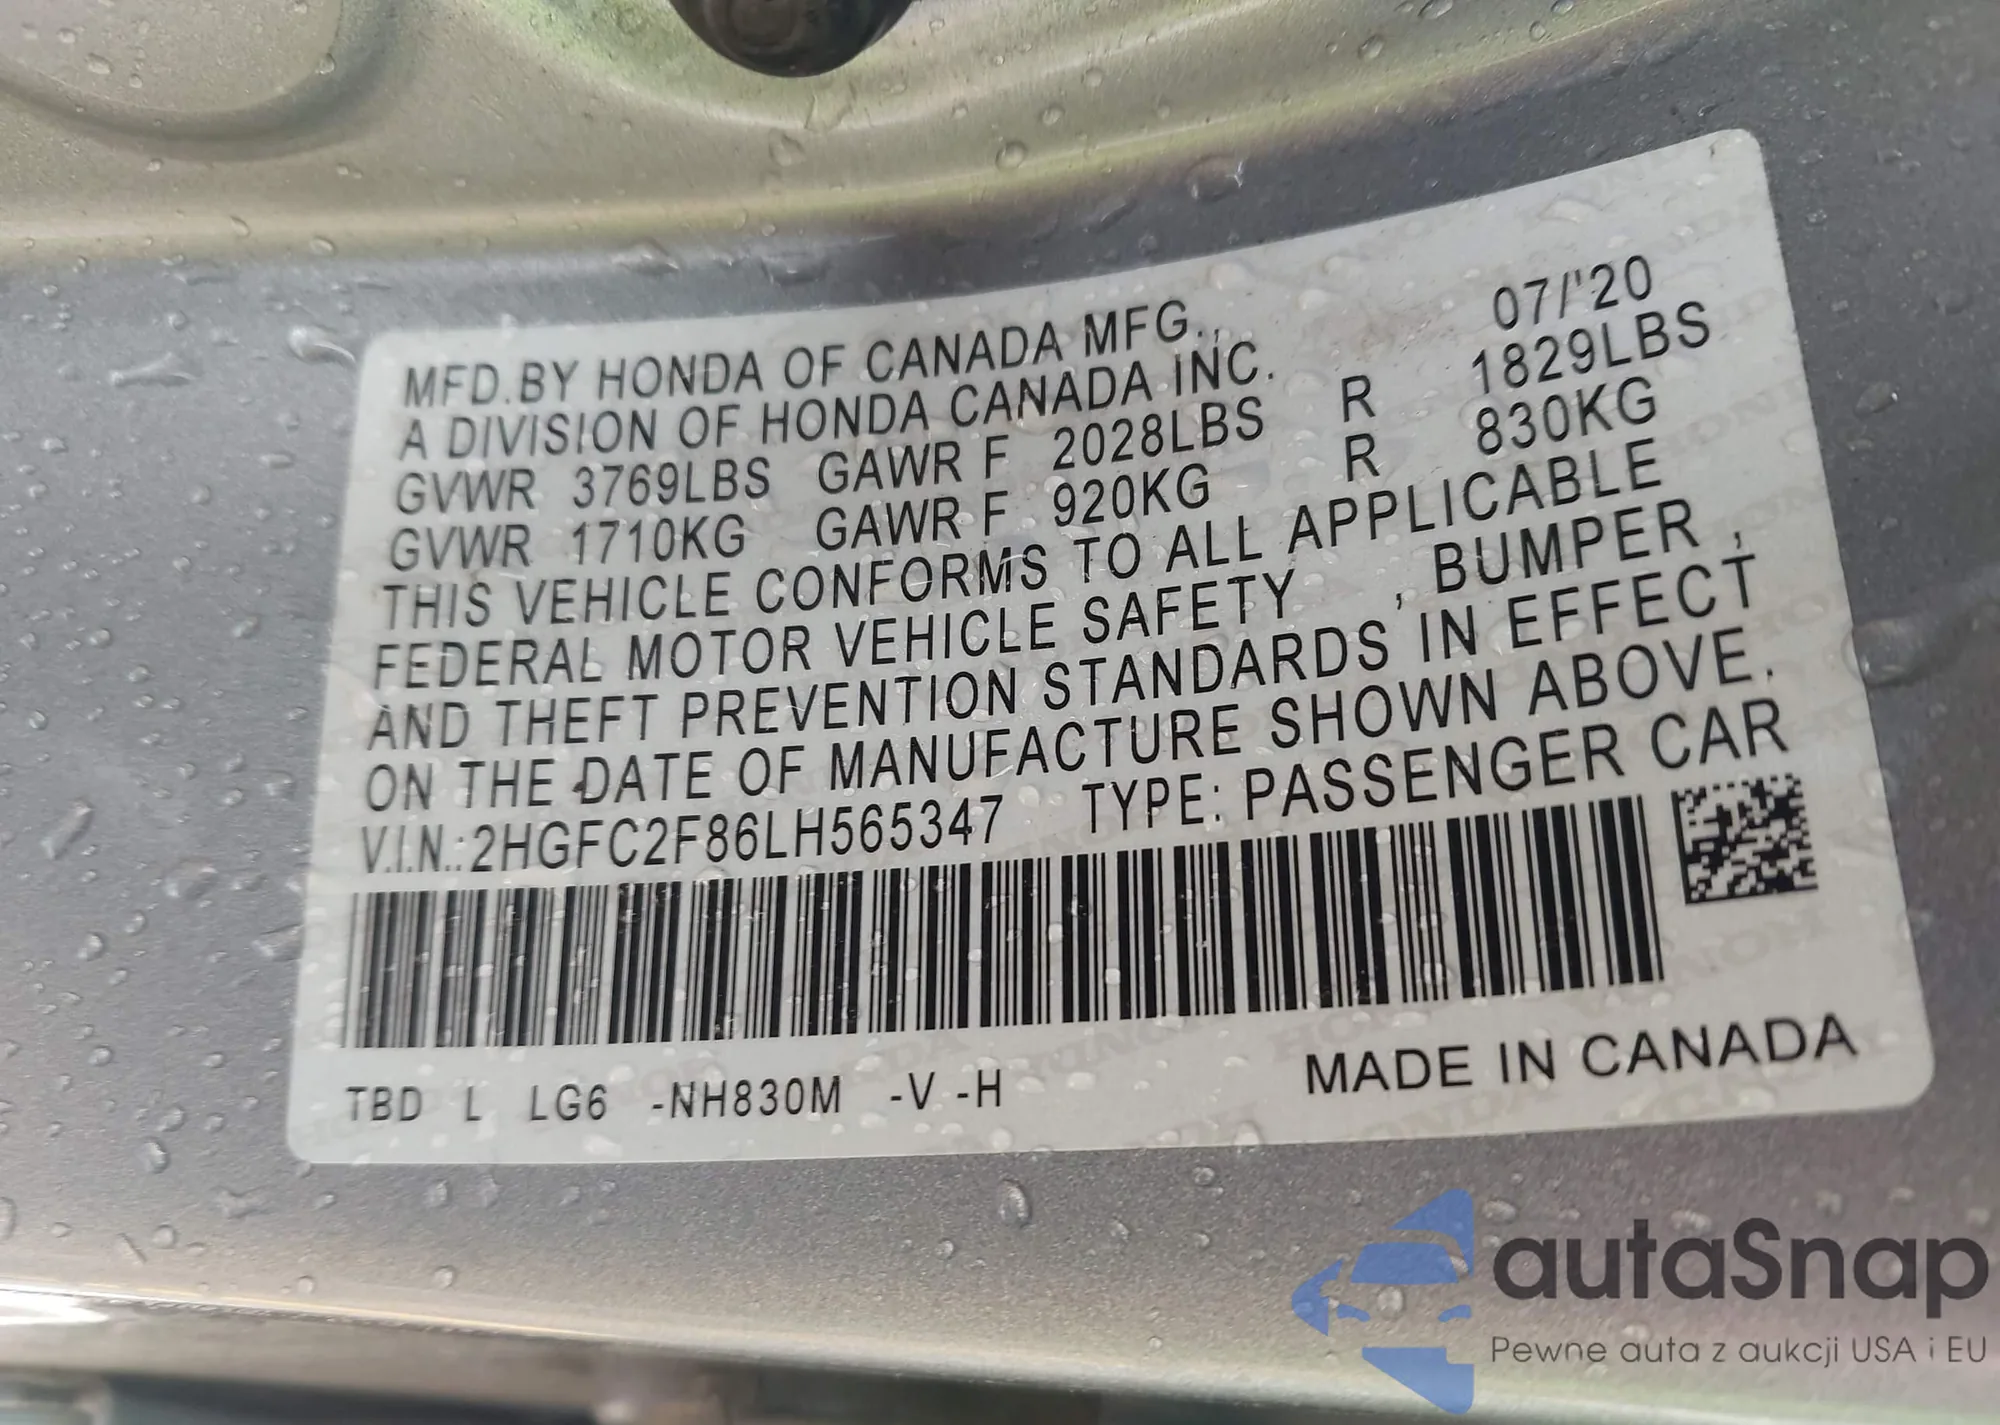 MFD.BY HONDA OF CANADA MFG., 07/'20
A DIVISION OF HONDA CANADA INC.
GVWR 3769LBS GAWR F 2028LBS R 1829LBS
GVWR 1710KG GAWR F 920KG R 830KG
THIS VEHICLE CONFORMS TO ALL APPLICABLE
FEDERAL MOTOR VEHICLE SAFETY , BUMPER ,
AND THEFT PREVENTION STANDARDS IN EFFECT
ON THE DATE OF MANUFACTURE SHOWN ABOVE.
V.I.N.:2HGFC2F86LH565347 TYPE: PASSENGER CAR
TBD L LG6 -NH830M -V -H MADE IN CANADA
autaSnap
Pewne auta z aukcji USA i EU